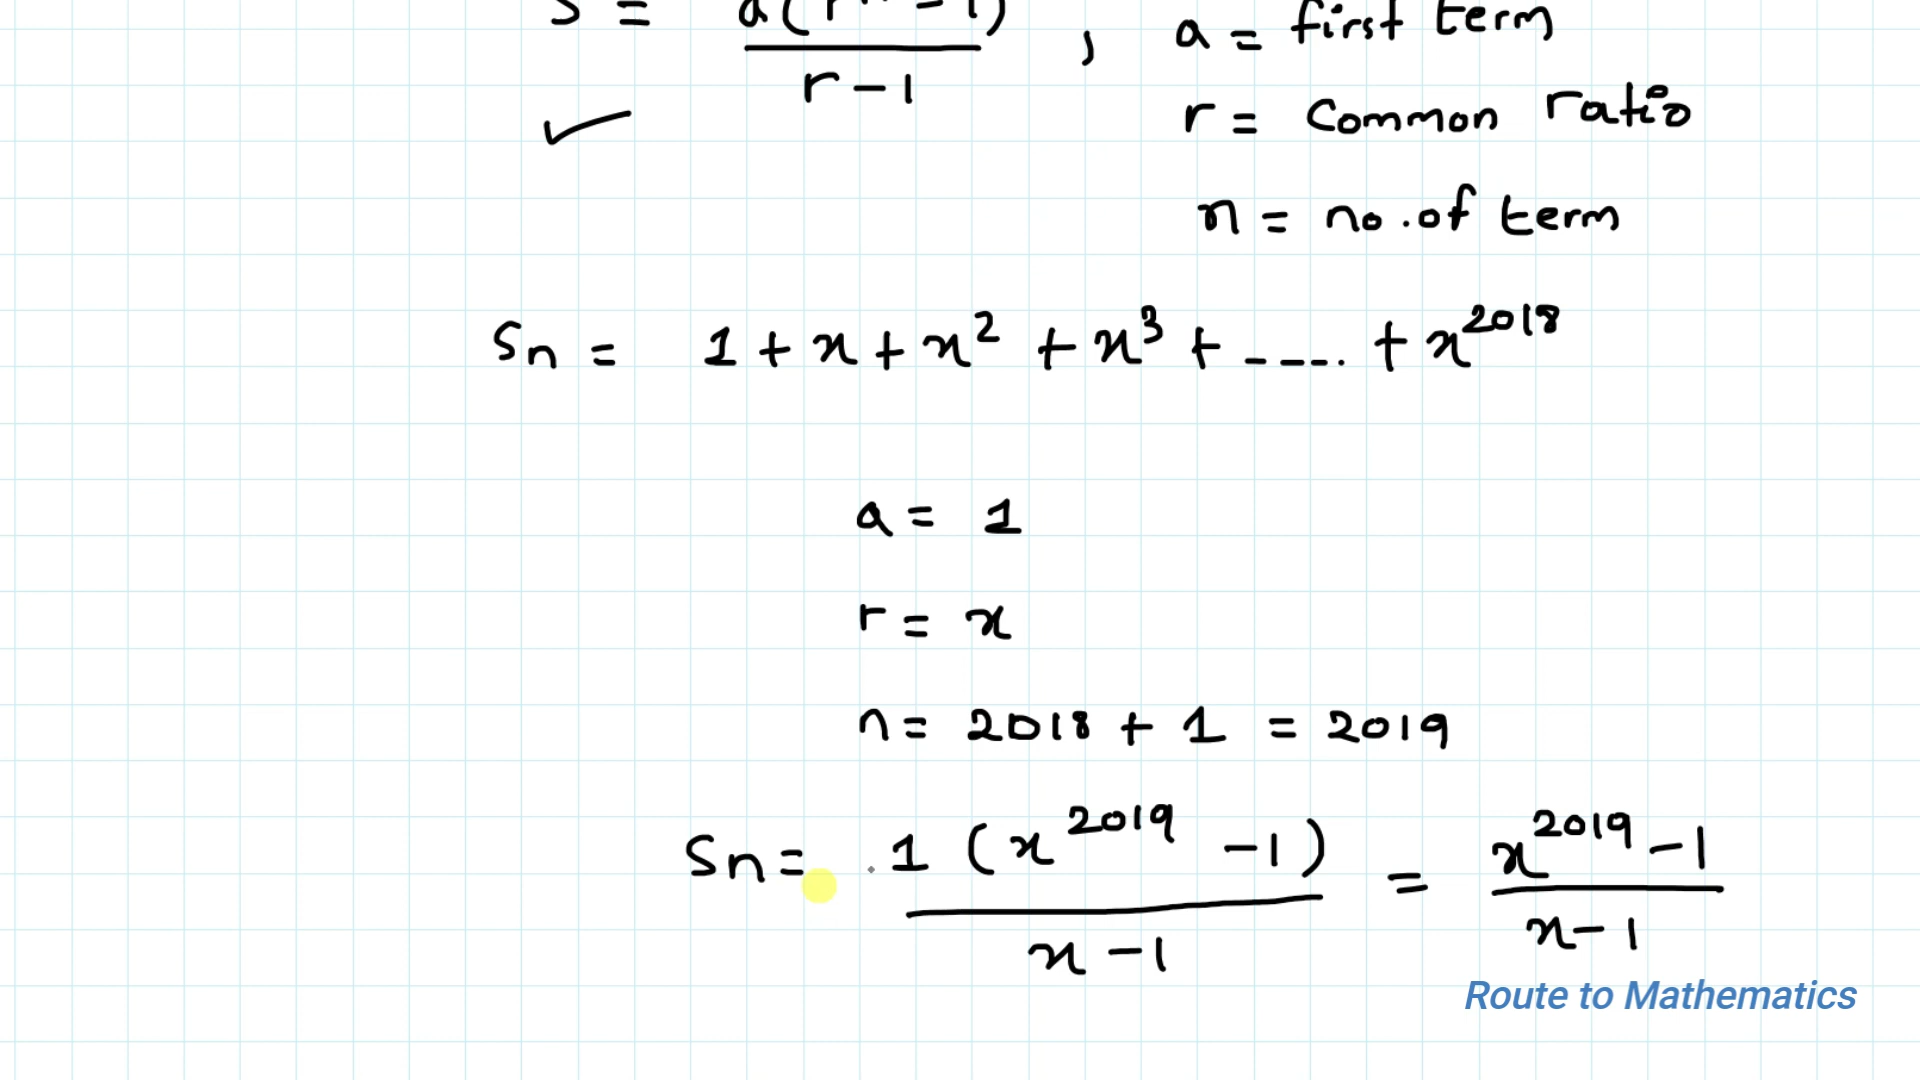 S = a(rⁿ - 1) / r - 1 , a = first term
r = Common ratio
n = no. of term
Sn = 1 + x + x² + x³ + ----. + x²⁰¹⁸
a = 1
r = x
n = 2018 + 1 = 2019
Sn = 1 (x²⁰¹⁹ - 1) / x - 1 = x²⁰¹⁹ - 1 / x - 1
Route to Mathematics